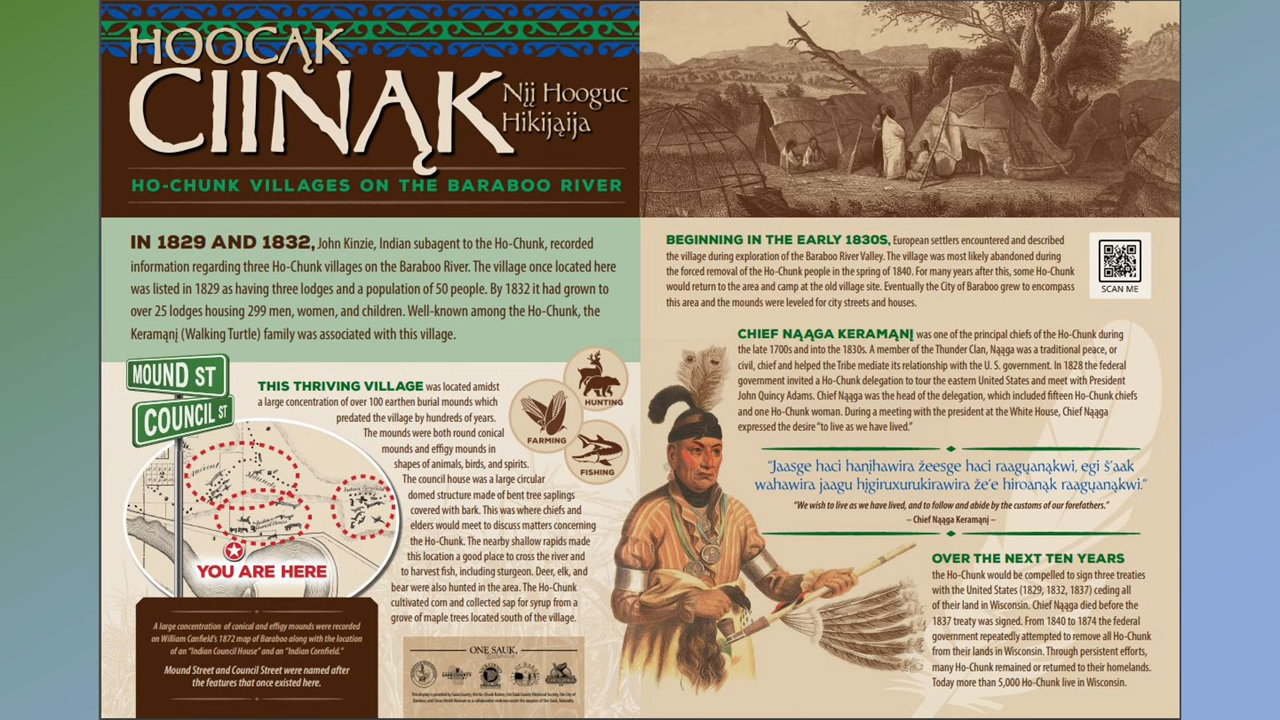 HOOCĄK
CIINĄK
Nįį Hooguc
Hikijąija
HO-CHUNK VILLAGES ON THE BARABOO RIVER
IN 1829 AND 1832, John Kinzie, Indian subagent to the Ho-Chunk, recorded
information regarding three Ho-Chunk villages on the Baraboo River. The village once located here
was listed in 1829 as having three lodges and a population of 50 people. By 1832 it had grown to
over 25 lodges housing 299 men, women, and children. Well-known among the Ho-Chunk, the
Keramąnį (Walking Turtle) family was associated with this village.
MOUND ST
COUNCIL ST
THIS THRIVING VILLAGE was located amidst
a large concentration of over 100 earthen burial mounds which
predated the village by hundreds of years.
The mounds were both round conical
mounds and effigy mounds in
shapes of animals, birds, and spirits.
The council house was a large circular
domed structure made of bent tree saplings
covered with bark. This was where chiefs and
elders would meet to discuss matters concerning
the Ho-Chunk. The nearby shallow rapids made
this location a good place to cross the river and
to harvest fish, including sturgeon. Deer, elk, and
bear were also hunted in the area. The Ho-Chunk
cultivated corn and collected sap for syrup from a
grove of maple trees located south of the village.
HUNTING
FARMING
FISHING
Ancient
Mounds
Indian
Council House
Indian
YOU ARE HERE
A large concentration of conical and effigy mounds were recorded
on William Canfield's 1872 map of Baraboo along with the location
of an "Indian Council House" and an "Indian Cornfield."
Mound Street and Council Street were named after
the features that once existed here.
ONE SAUK,
This display is provided by Sauk County, the Ho-Chunk Nation, the Sauk County Historical Society, the City of
BEGINNING IN THE EARLY 1830S, European settlers encountered and described
the village during exploration of the Baraboo River Valley. The village was most likely abandoned during
the forced removal of the Ho-Chunk people in the spring of 1840. For many years after this, some Ho-Chunk
would return to the area and camp at the old village site. Eventually the City of Baraboo grew to encompass
this area and the mounds were leveled for city streets and houses.
SCAN ME
CHIEF NĄĄGA KERAMĄNĮ was one of the principal chiefs of the Ho-Chunk during
the late 1700s and into the 1830s. A member of the Thunder Clan, Nąąga was a traditional peace, or
civil, chief and helped the Tribe mediate its relationship with the U. S. government. In 1828 the federal
government invited a Ho-Chunk delegation to tour the eastern United States and meet with President
John Quincy Adams. Chief Nąąga was the head of the delegation, which included fifteen Ho-Chunk chiefs
and one Ho-Chunk woman. During a meeting with the president at the White House, Chief Nąąga
expressed the desire "to live as we have lived."
"Jaasge haci hanįhawira žeesge haci raagųanąkwi, egi š'aak
wahawira jaagu hįgiruxurukirawira že'e hiroanąk raagųanąkwi."
"We wish to live as we have lived, and to follow and abide by the customs of our forefathers."
– Chief Nąąga Keramąnį –
OVER THE NEXT TEN YEARS
the Ho-Chunk would be compelled to sign three treaties
with the United States (1829, 1832, 1837) ceding all
of their land in Wisconsin. Chief Nąąga died before the
1837 treaty was signed. From 1840 to 1874 the federal
government repeatedly attempted to remove all Ho-Chunk
from their lands in Wisconsin. Through persistent efforts,
many Ho-Chunk remained or returned to their homelands.
Today more than 5,000 Ho-Chunk live in Wisconsin.